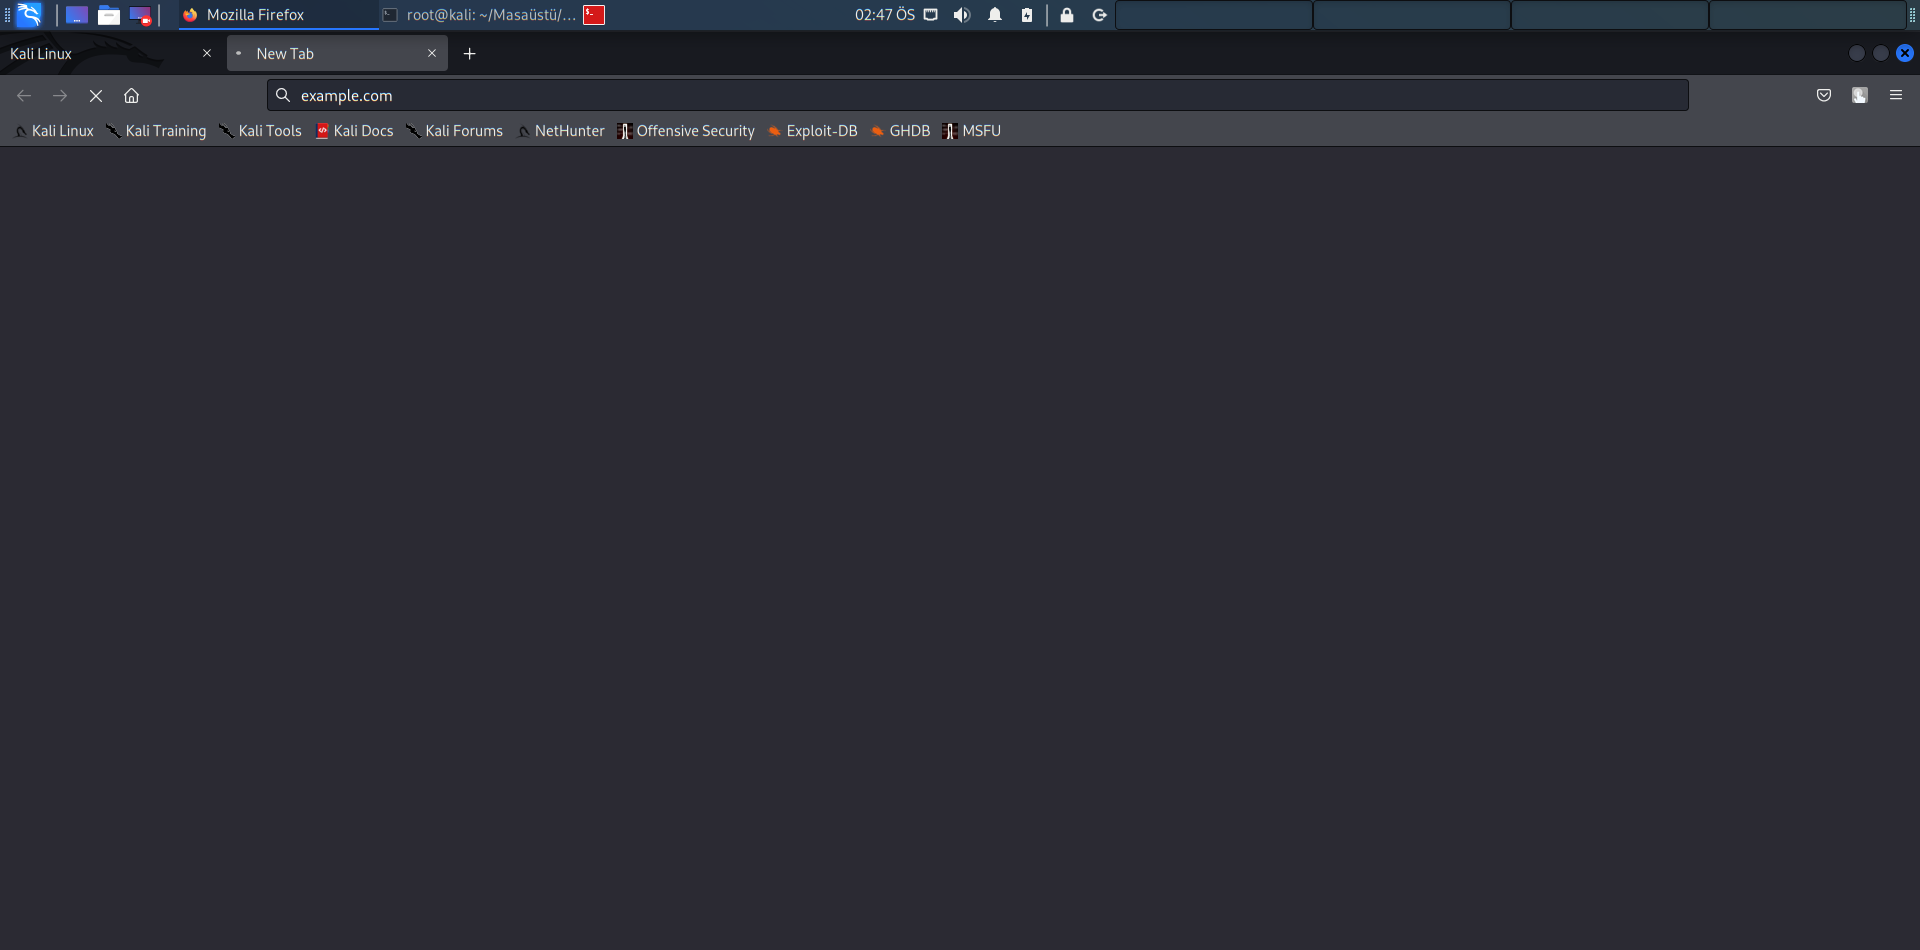 Mozilla Firefox root@kali: ~/Masaüstü/... 02:47 ÖS
Kali Linux New Tab
example.com
Kali Linux Kali Training Kali Tools Kali Docs Kali Forums NetHunter Offensive Security Exploit-DB GHDB MSFU